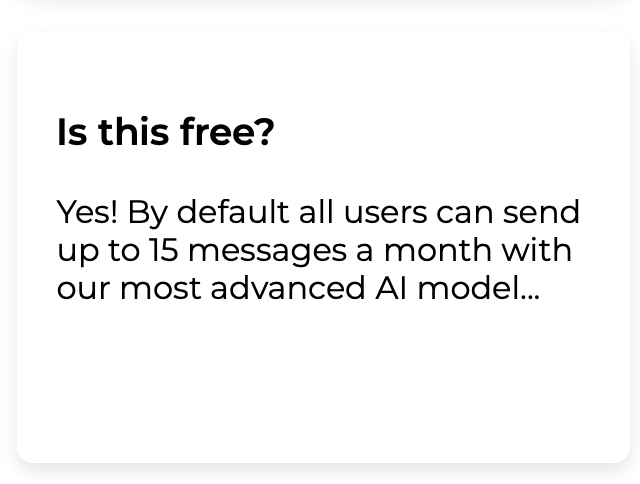 Is this free?
Yes! By default all users can send
up to 15 messages a month with
our most advanced AI model...